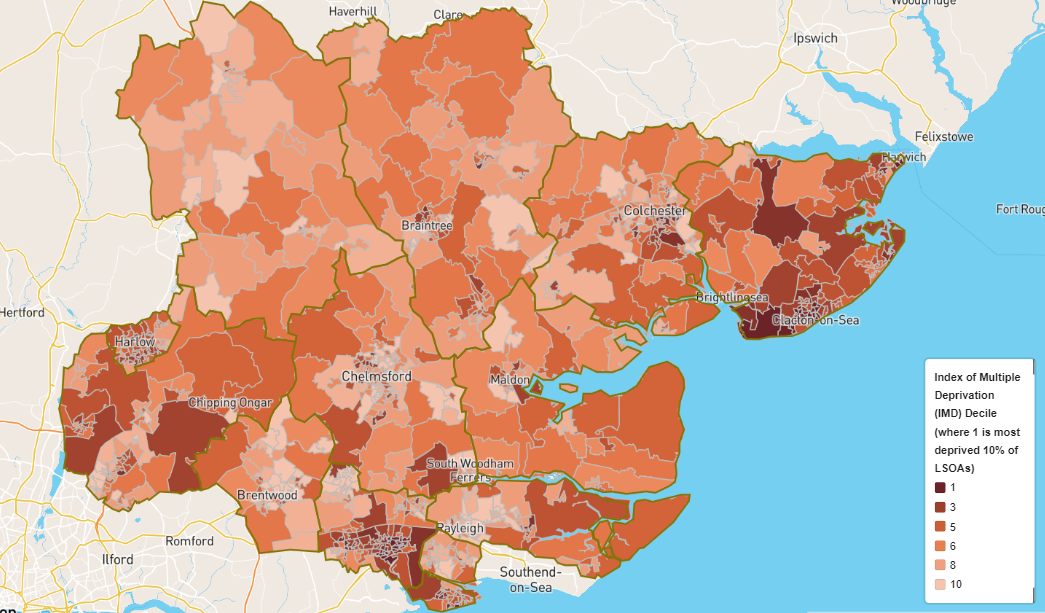 Haverhill
Clare
Woodbridge
Ipswich
Felixstowe
Harwich
Fort Roug
Colchester
Braintree
Brightlingsea
Clacton-on-Sea
Hertford
Harlow
Chelmsford
Maldon
Chipping Ongar
South Woodham
Ferrers
Brentwood
Rayleigh
Romford
Ilford
Southend-
on-Sea
Index of Multiple
Deprivation
(IMD) Decile
(where 1 is most
deprived 10% of
LSOAs)
1
3
5
6
8
10